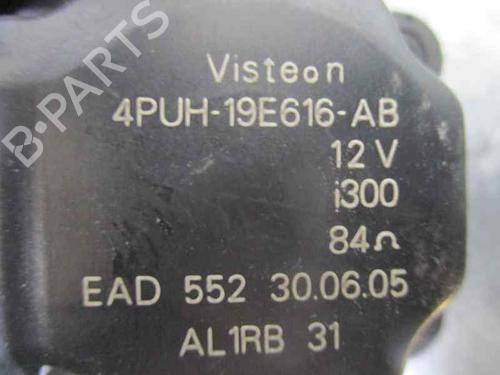 Visteon
4PUH-19E616-AB
12 V
i300
84Ω
EAD 552 30.06.05
AL1RB 31
B-PARTS